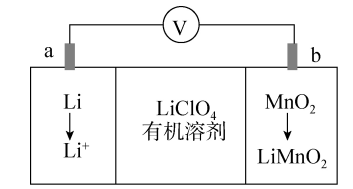 V
a
b
Li
Li⁺
LiClO₄
有机溶剂
MnO₂
LiMnO₂